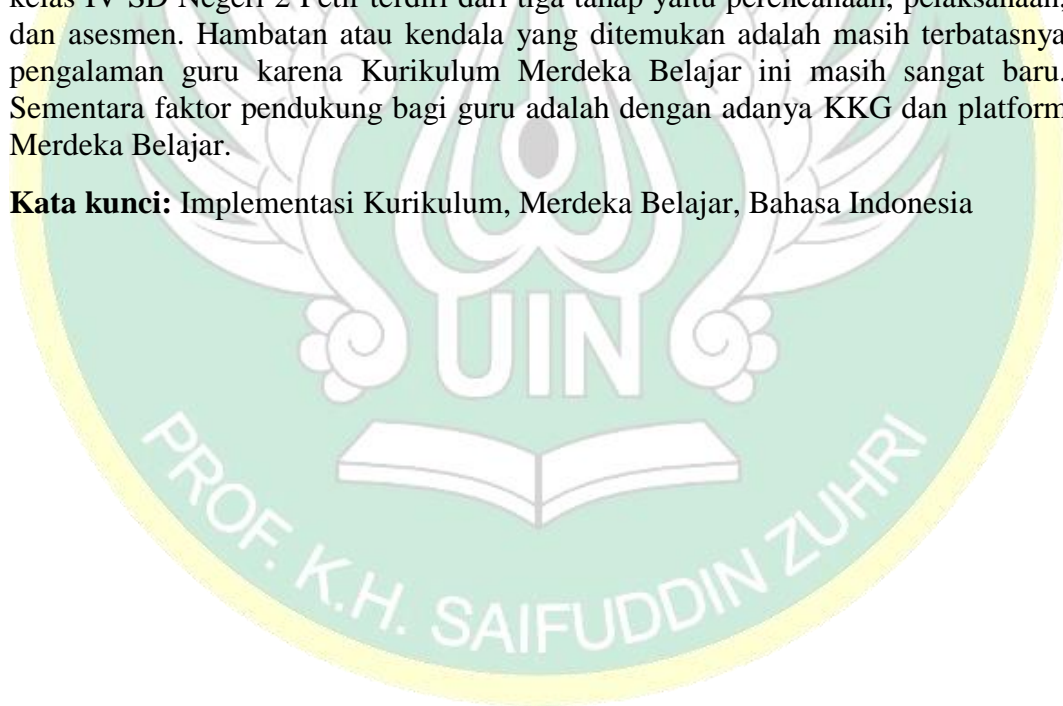 kelas IV SD Negeri 2 Petir terdiri dari tiga tahap yaitu perencanaan, pelaksanaan,
dan asesmen. Hambatan atau kendala yang ditemukan adalah masih terbatasnya
pengalaman guru karena Kurikulum Merdeka Belajar ini masih sangat baru.
Sementara faktor pendukung bagi guru adalah dengan adanya KKG dan platform
Merdeka Belajar.
Kata kunci: Implementasi Kurikulum, Merdeka Belajar, Bahasa Indonesia
UIN
PROF. K.H. SAIFUDDIN ZUHRI